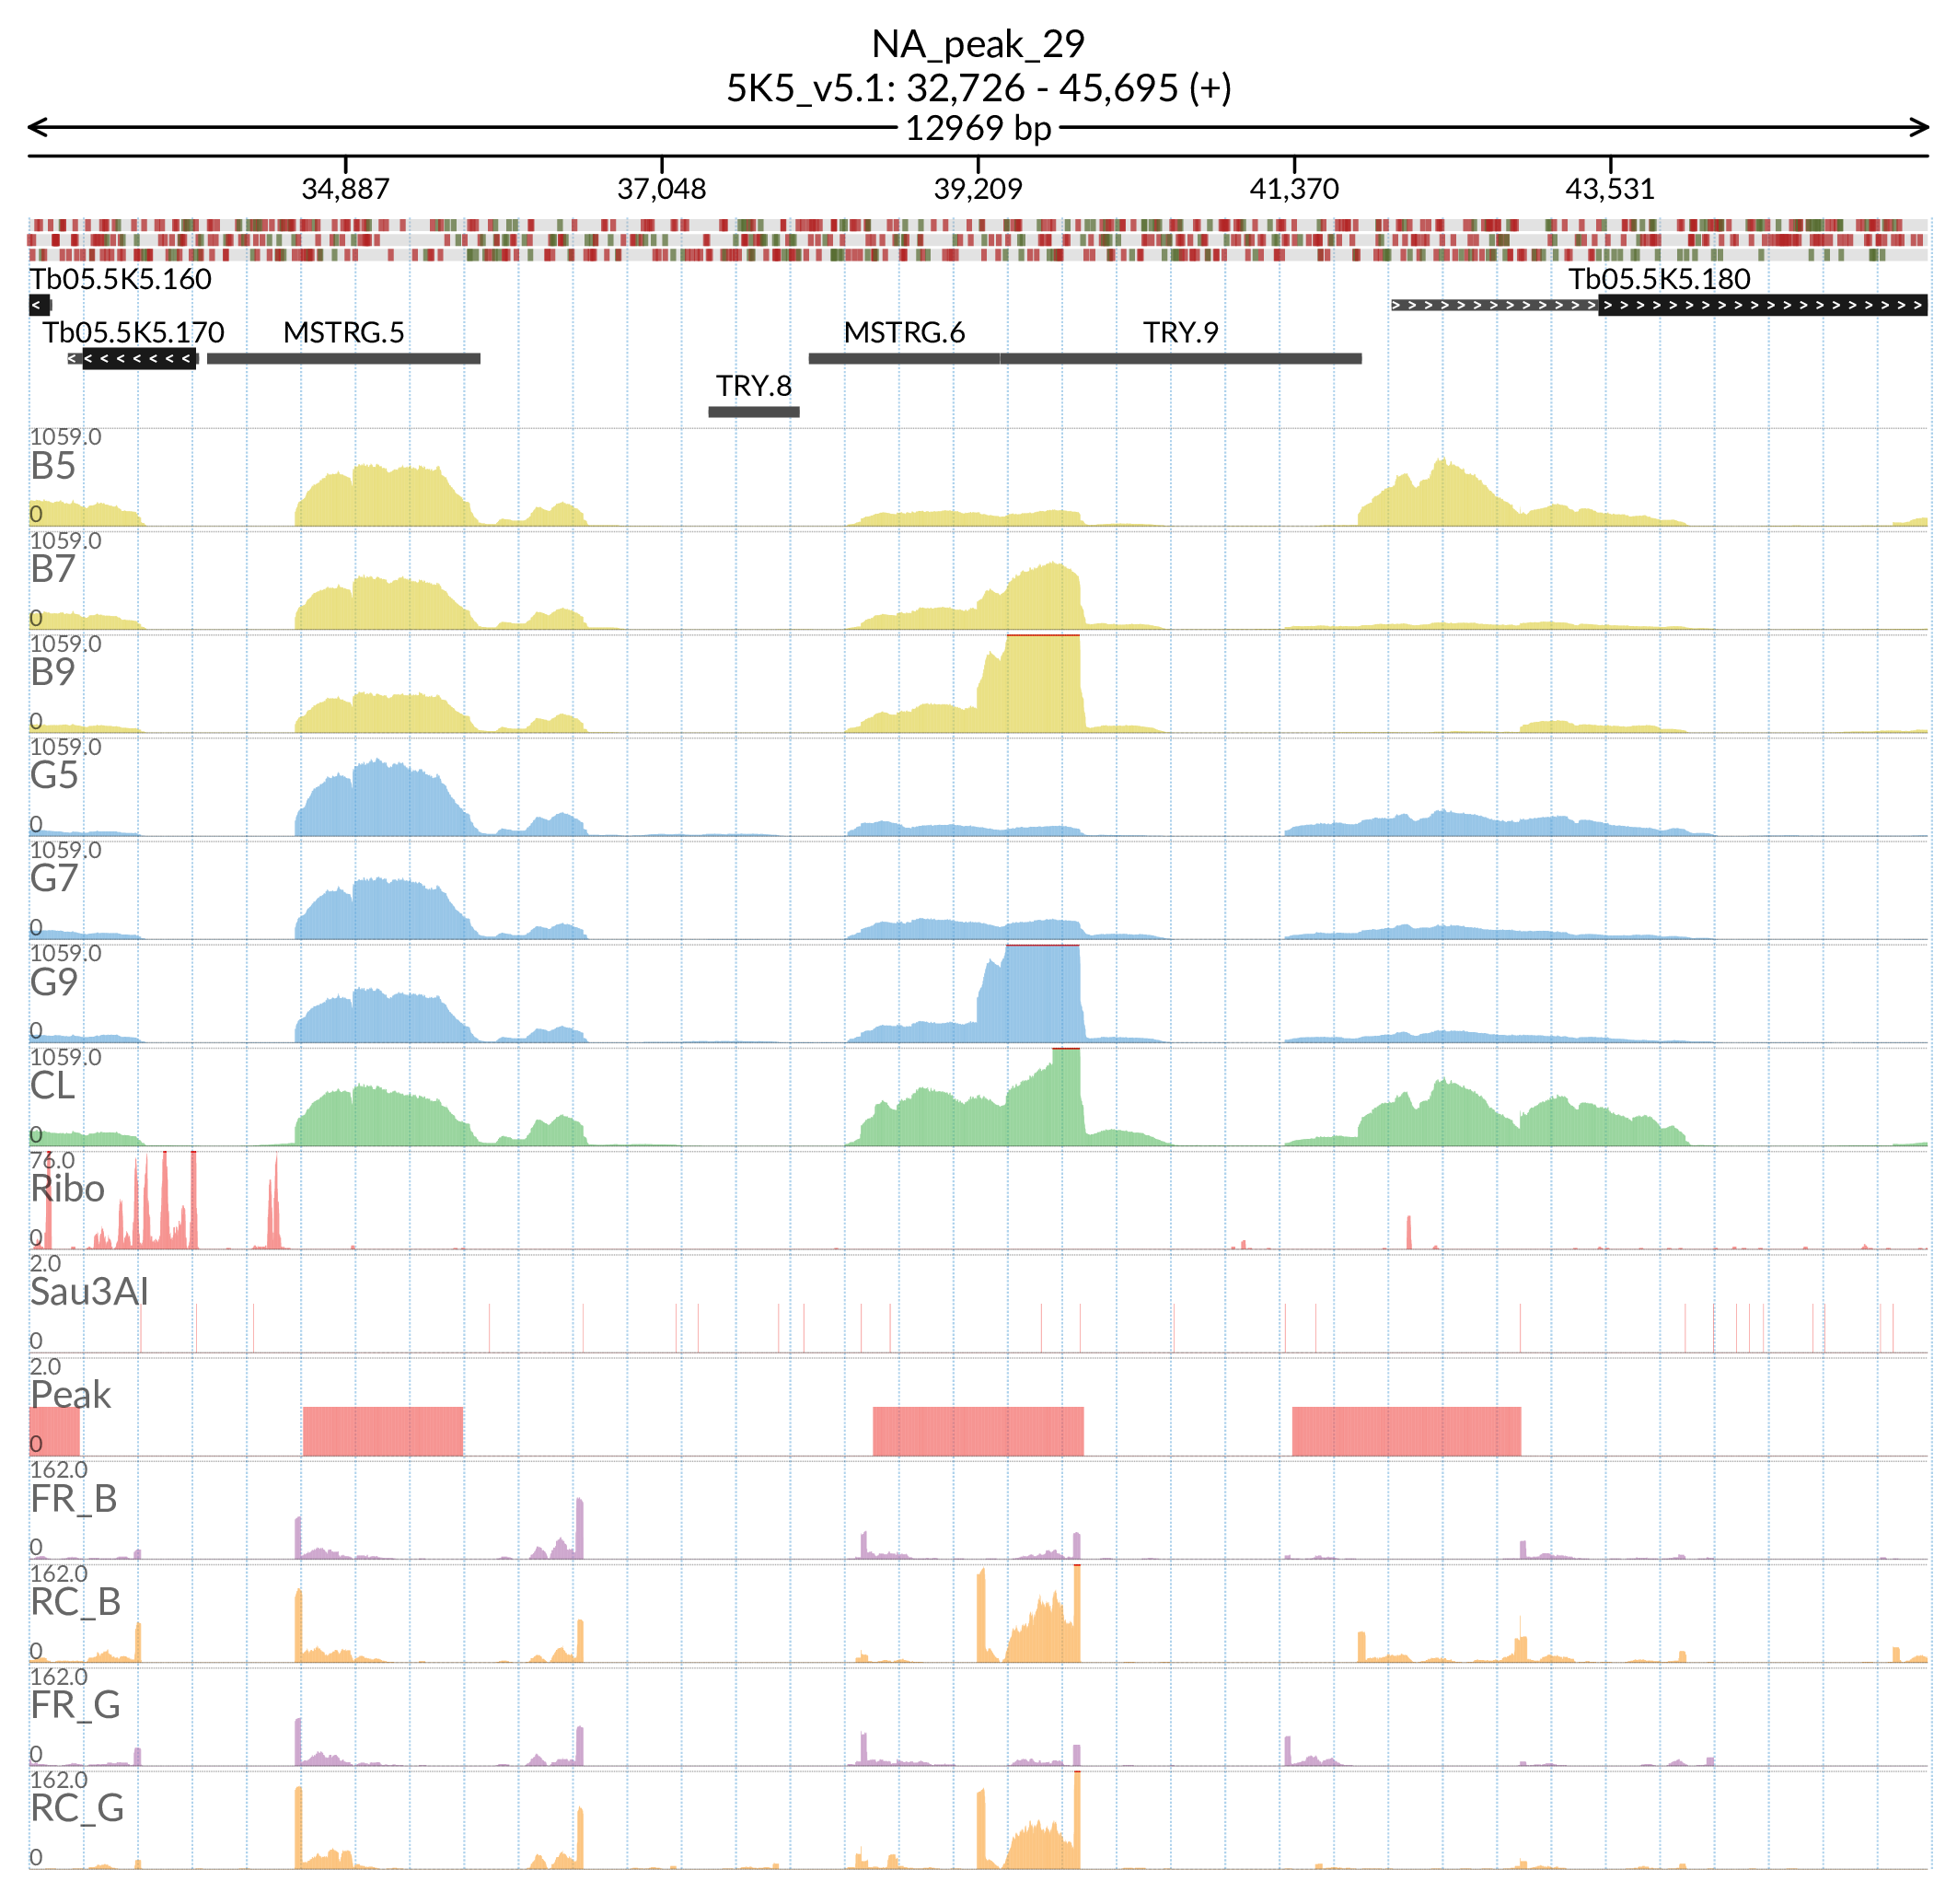 NA_peak_29
5K5_v5.1: 32,726 - 45,695 (+)
12969 bp
34,887 37,048 39,209 41,370 43,531
Tb05.5K5.160 Tb05.5K5.180
Tb05.5K5.170 MSTRG.5 MSTRG.6 TRY.9
TRY.8
1059.0
B5
0
1059.0
B7
0
1059.0
B9
0
1059.0
G5
0
1059.0
G7
0
1059.0
G9
0
1059.0
CL
0
76.0
Ribo
0
2.0
Sau3AI
0
2.0
Peak
0
162.0
FR_B
0
162.0
RC_B
0
162.0
FR_G
0
162.0
RC_G
0